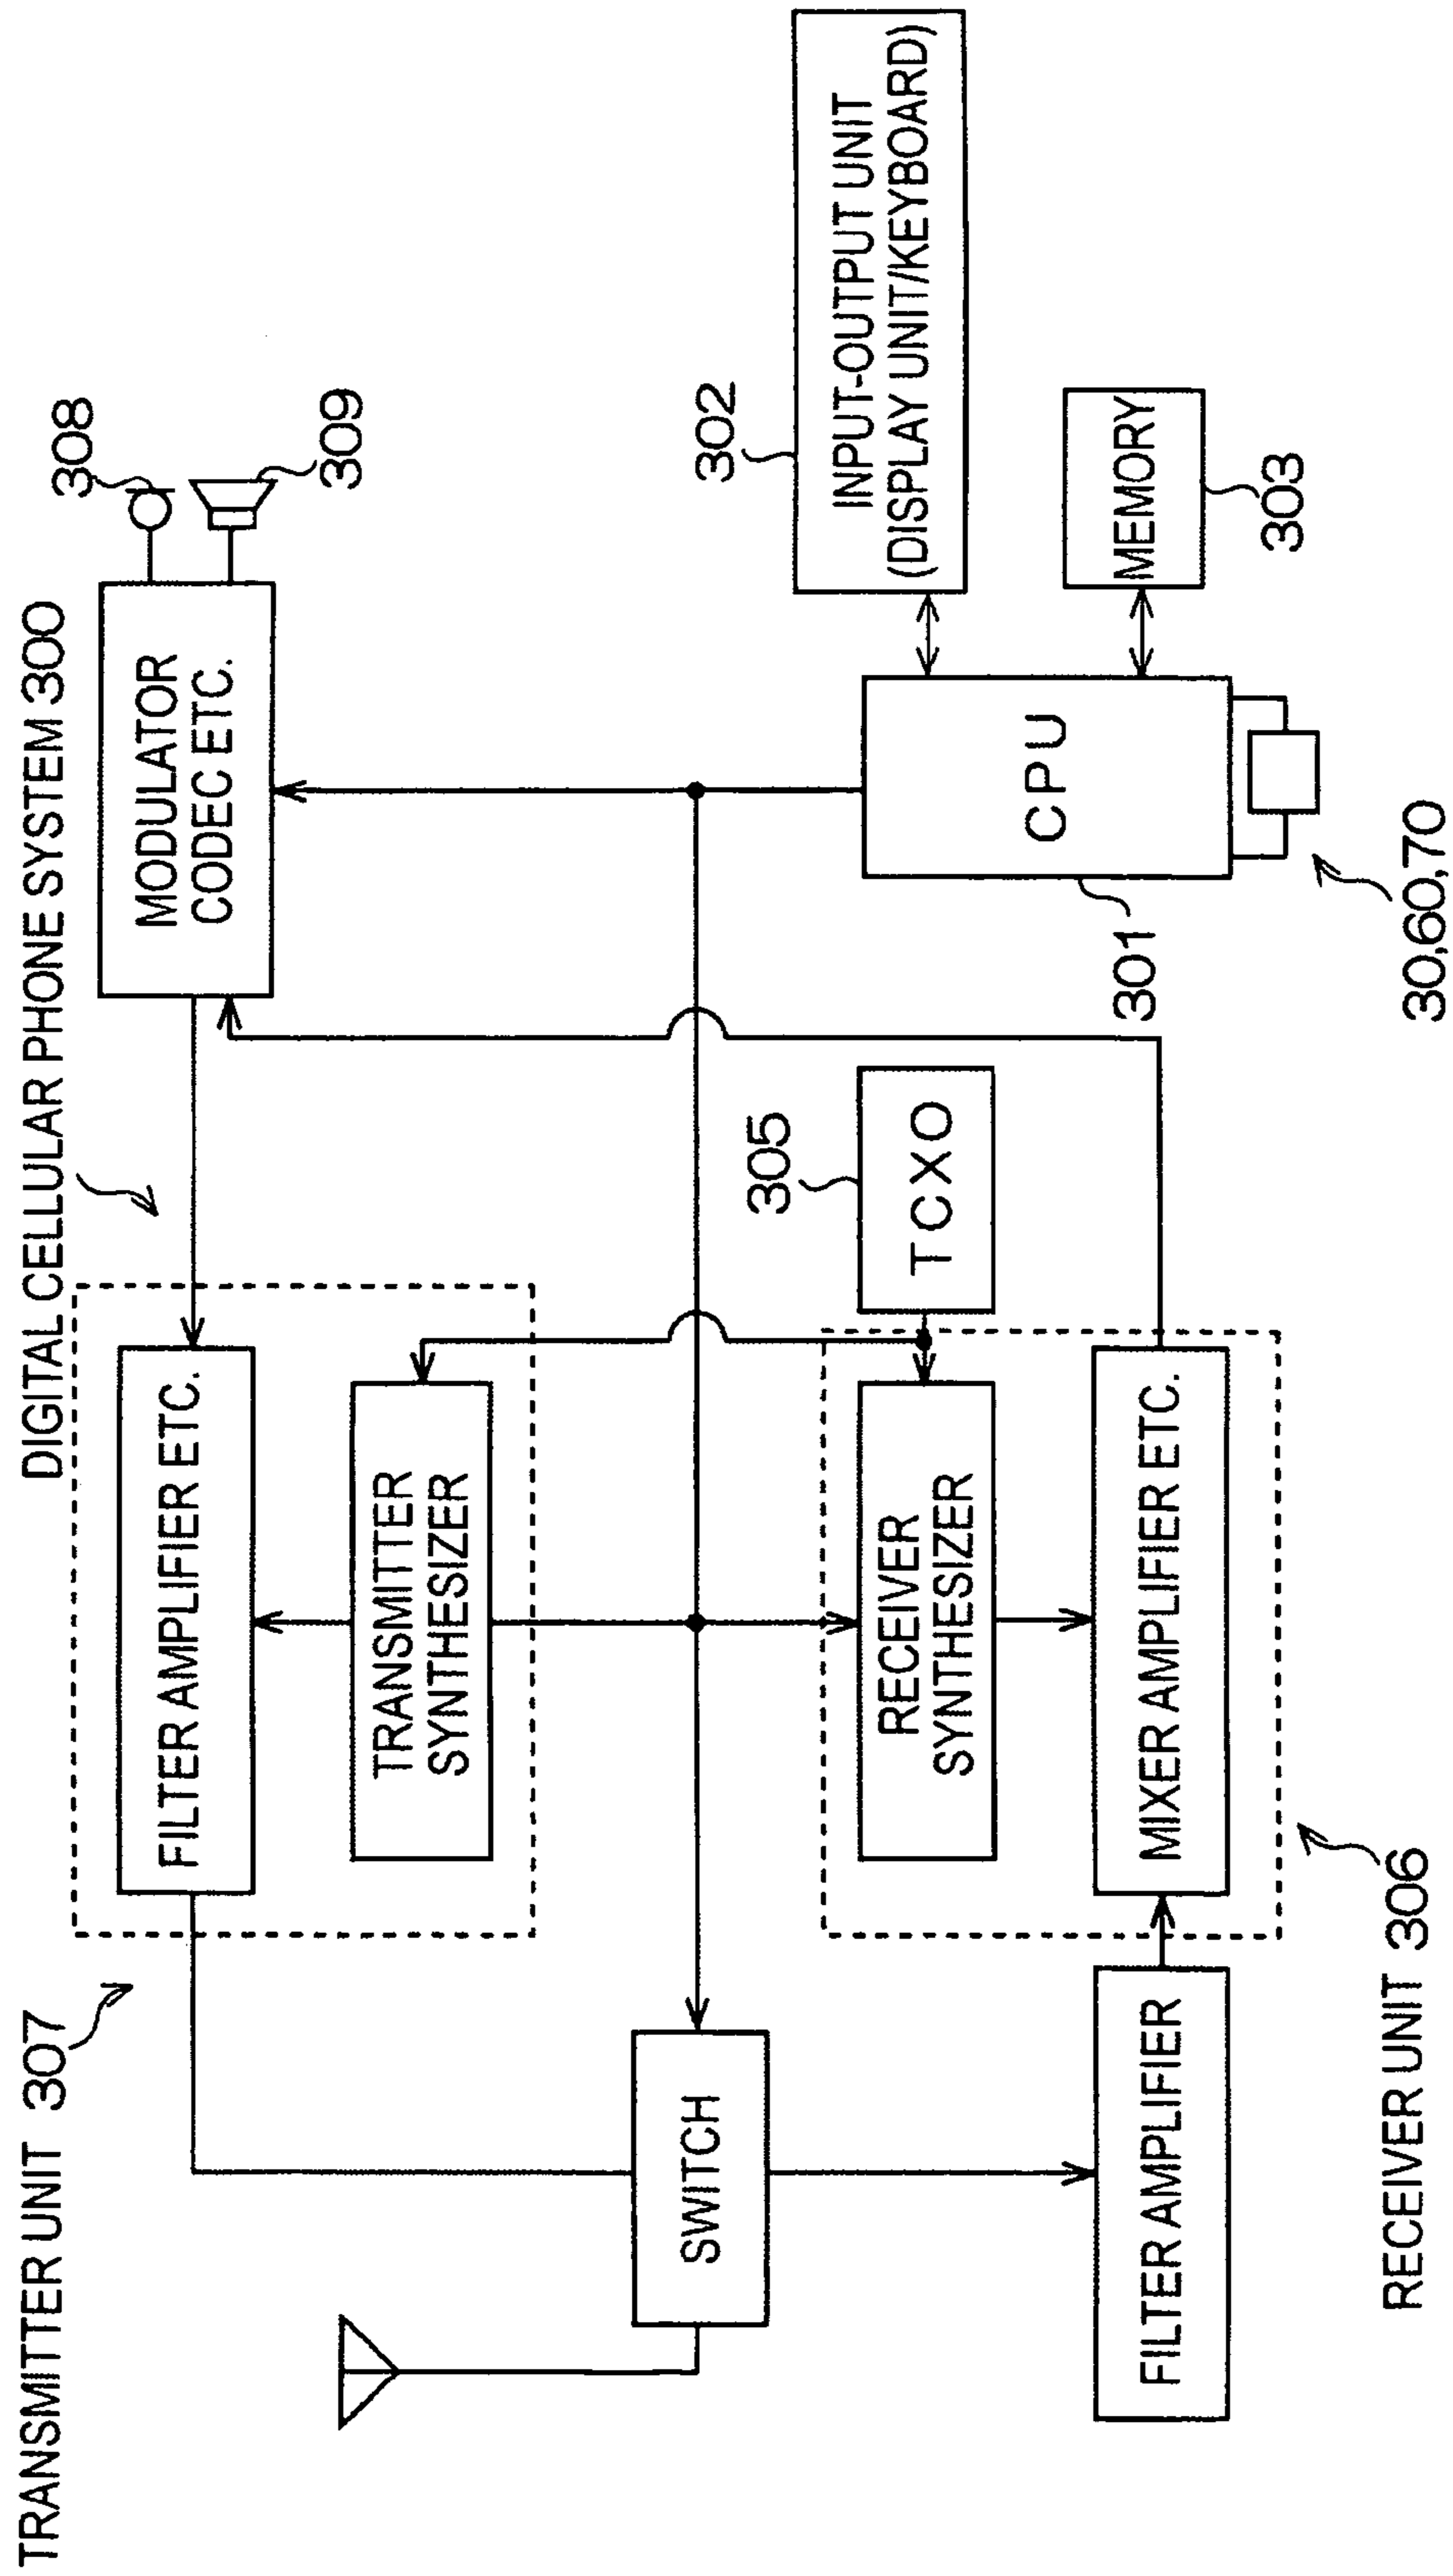 DIGITAL CELLULAR PHONE SYSTEM 300
TRANSMITTER UNIT 307
FILTER AMPLIFIER ETC.
MODULATOR
CODEC ETC.
308
309
TRANSMITTER
SYNTHESIZER
SWITCH
302
INPUT-OUTPUT UNIT
(DISPLAY UNIT/KEYBOARD)
305
TCXO
RECEIVER
SYNTHESIZER
CPU
301
MEMORY
303
FILTER AMPLIFIER
MIXER AMPLIFIER ETC.
RECEIVER UNIT 306
30,60,70